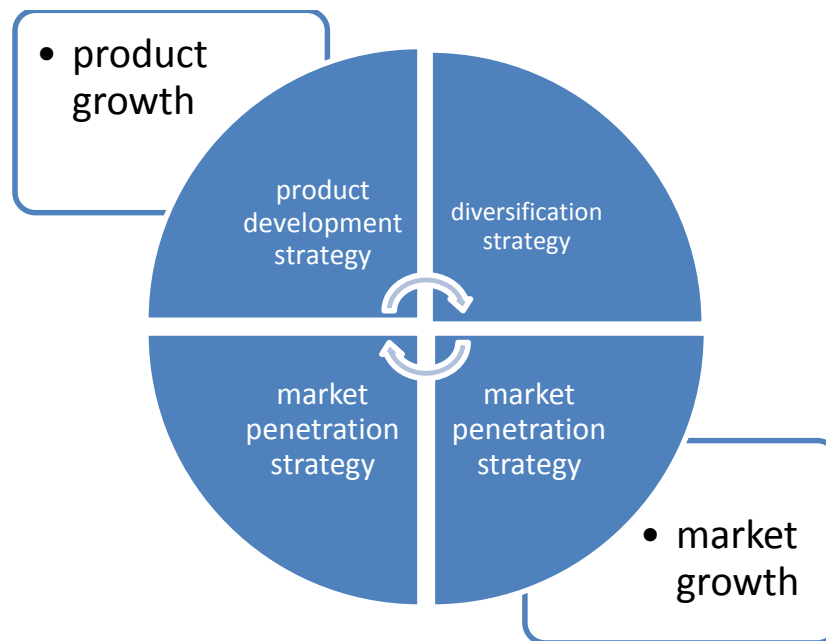 • product
growth
product
development
strategy
diversification
strategy
market
penetration
strategy
market
penetration
strategy
• market
growth